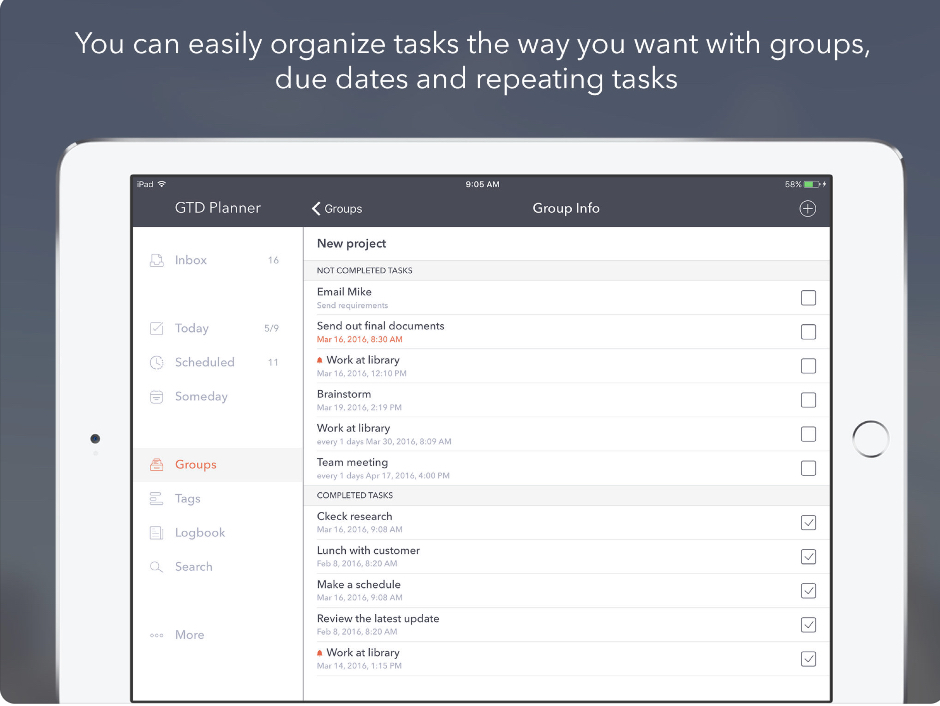 You can easily organize tasks the way you want with groups,
due dates and repeating tasks
iPad
9:05 AM
58%
GTD Planner
Groups
Group Info
Inbox 16
Today 5/9
Scheduled 11
Someday
Groups
Tags
Logbook
Search
More
New project
NOT COMPLETED TASKS
Email Mike
Send requirements
Send out final documents
Mar 16, 2016, 8:30 AM
Work at library
Mar 16, 2016, 12:10 PM
Brainstorm
Mar 19, 2016, 2:19 PM
Work at library
every 1 days Mar 30, 2016, 8:09 AM
Team meeting
every 1 days Apr 17, 2016, 4:00 PM
COMPLETED TASKS
Ckeck research
Mar 16, 2016, 9:08 AM
Lunch with customer
Feb 8, 2016, 8:20 AM
Make a schedule
Mar 16, 2016, 9:08 AM
Review the latest update
Feb 8, 2016, 8:20 AM
Work at library
Mar 14, 2016, 1:15 PM